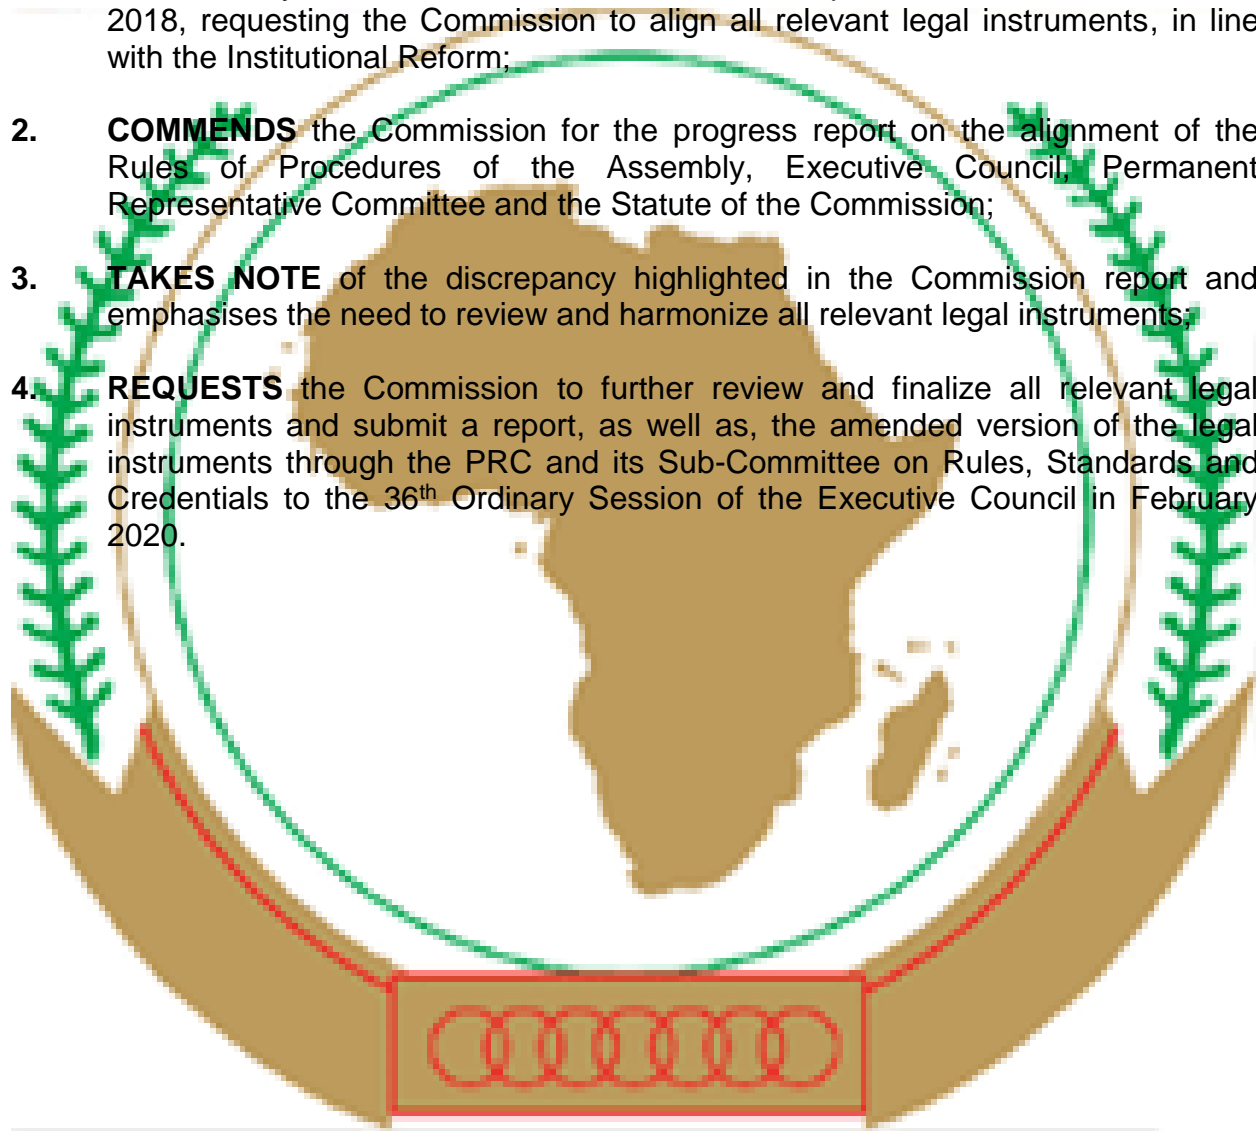 2018, requesting the Commission to align all relevant legal instruments, in line
with the Institutional Reform;
2. COMMENDS the Commission for the progress report on the alignment of the
Rules of Procedures of the Assembly, Executive Council, Permanent
Representative Committee and the Statute of the Commission;
3. TAKES NOTE of the discrepancy highlighted in the Commission report and
emphasises the need to review and harmonize all relevant legal instruments;
4. REQUESTS the Commission to further review and finalize all relevant legal
instruments and submit a report, as well as, the amended version of the legal
instruments through the PRC and its Sub-Committee on Rules, Standards and
Credentials to the 36th Ordinary Session of the Executive Council in February
2020.